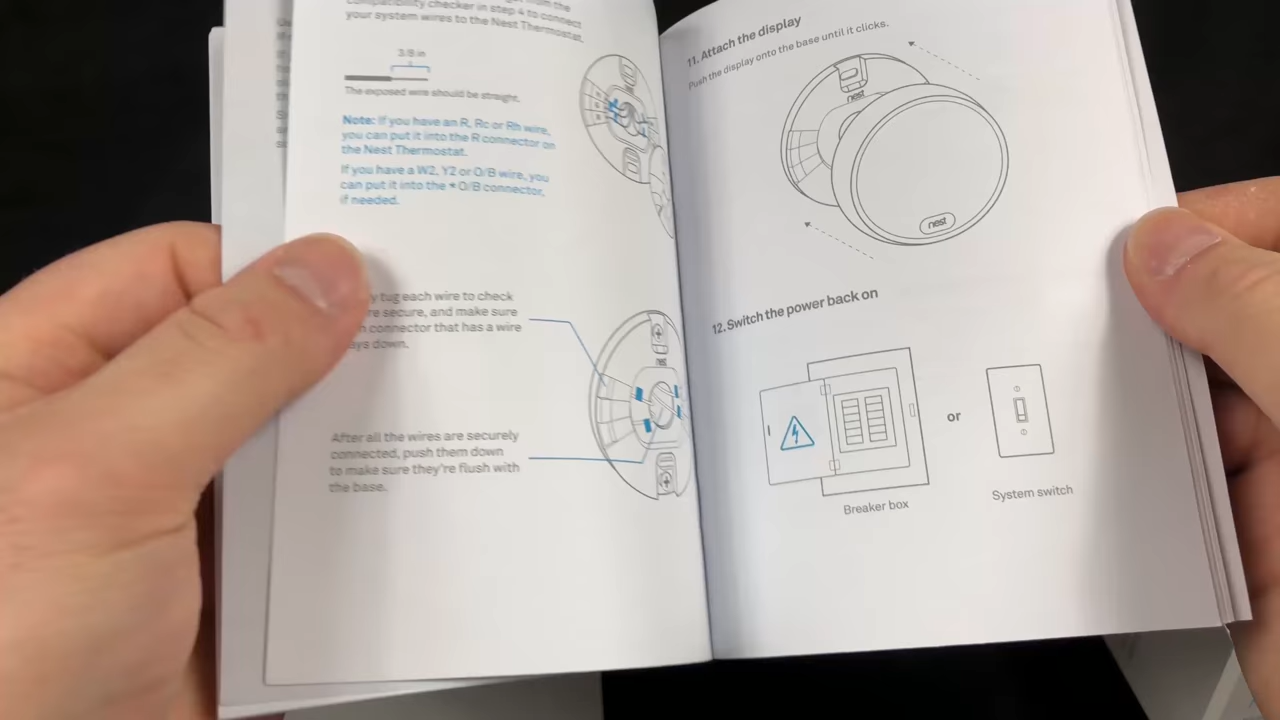 from the
compatibility checker in step 4 to connect
your system wires to the Nest Thermostat.
3/8 in
The exposed wire should be straight.
Note: If you have an R, Rc or Rh wire,
you can put it into the R connector on
the Nest Thermostat.
If you have a W2, Y2 or O/B wire, you
can put it into the * O/B connector,
if needed.
tug each wire to check
secure, and make sure
connector that has a wire
down.
nest
After all the wires are securely
connected, push them down
to make sure they're flush with
the base.
11. Attach the display
Push the display onto the base until it clicks.
nest
nest
12. Switch the power back on
or
Breaker box
System switch